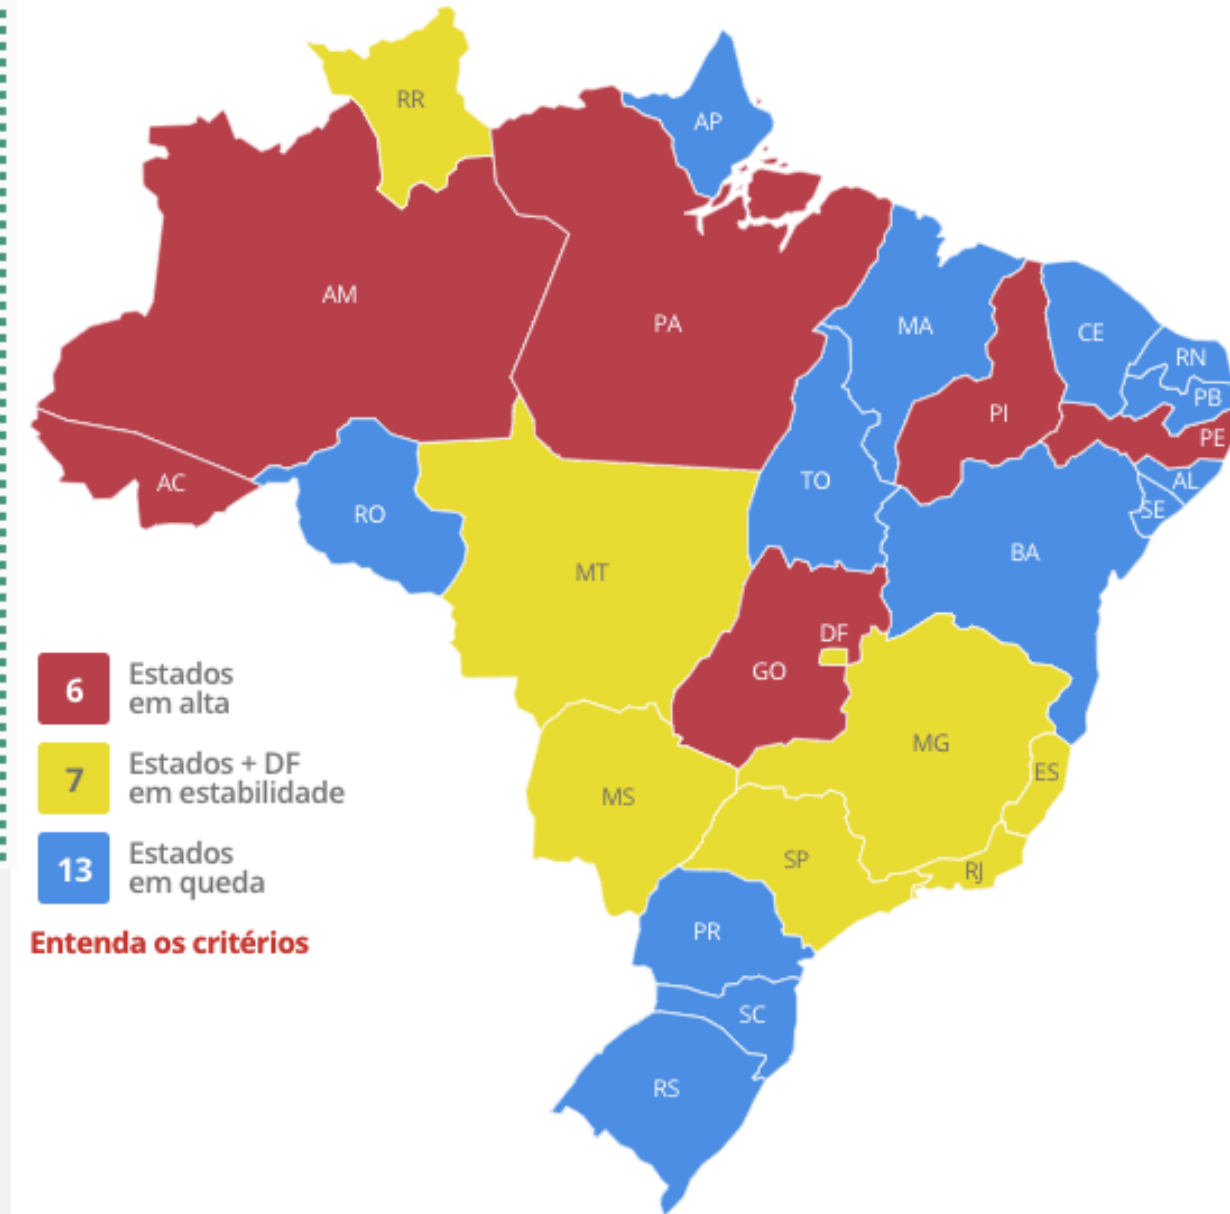 RR
AP
AM
PA
MA
CE
RN
PB
PI
PE
AC
TO
AL
RO
SE
BA
MT
DF
GO
MG
ES
MS
SP
RJ
PR
SC
RS
6 Estados
em alta
7 Estados + DF
em estabilidade
13 Estados
em queda
Entenda os critérios